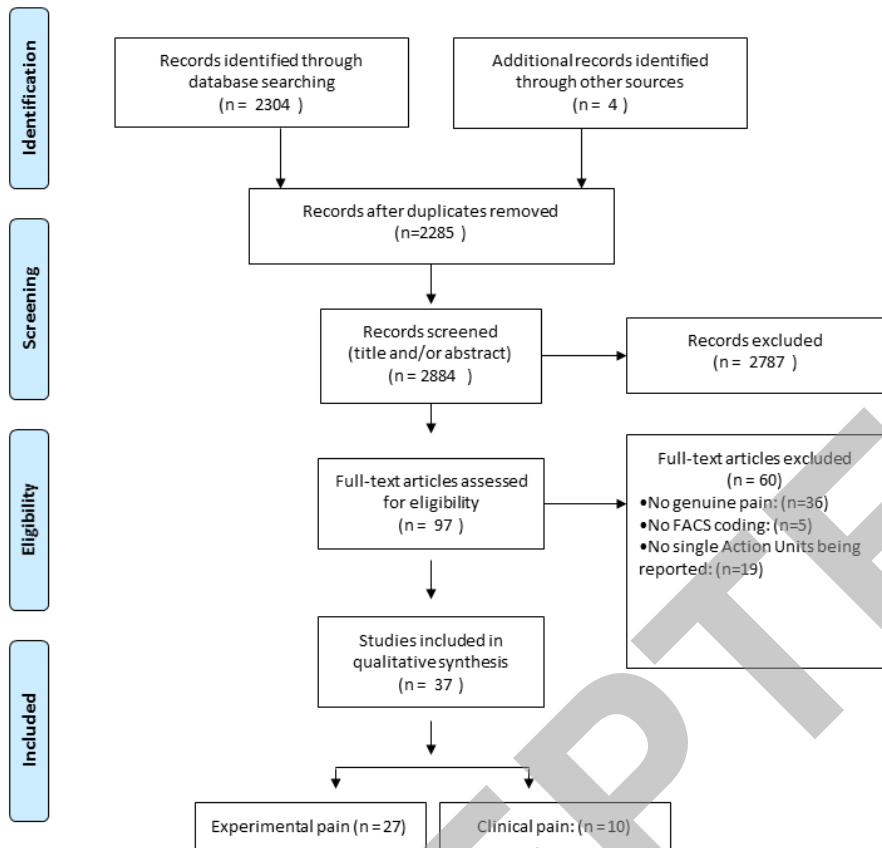 Identification
Records identified through
database searching
(n = 2304 )
Additional records identified
through other sources
(n = 4 )
Records after duplicates removed
(n=2285 )
Screening
Records screened
(title and/or abstract)
(n = 2884 )
Records excluded
(n = 2787 )
Eligibility
Full-text articles assessed
for eligibility
(n = 97 )
Full-text articles excluded
(n = 60)
•No genuine pain: (n=36)
•No FACS coding: (n=5)
•No single Action Units being
reported: (n=19)
Included
Studies included in
qualitative synthesis
(n = 37 )
Experimental pain (n = 27)
Clinical pain: (n=10)
EPTE